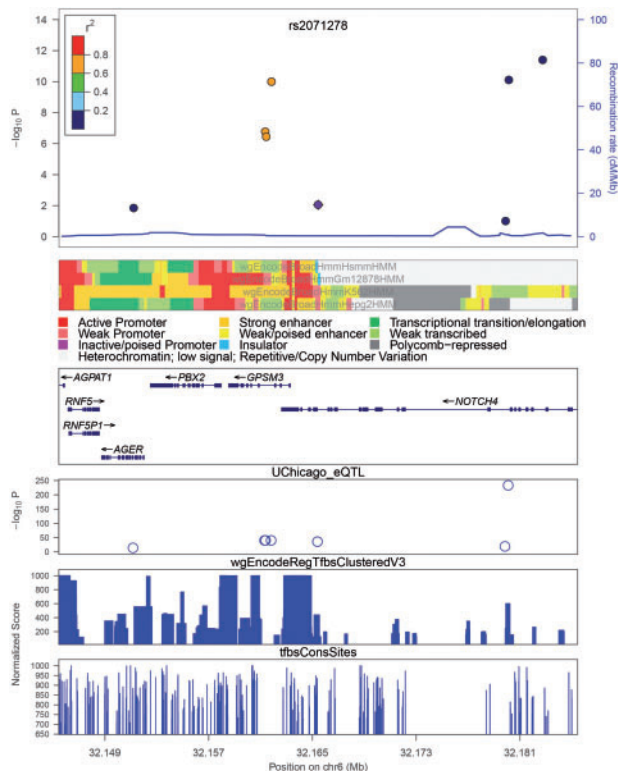 rs2071278
r²
0.8
0.6
0.4
0.2
14
12
10
8
6
4
2
0
−log10 P
100
80
60
40
20
0
Recombination rate (cM/Mb)
wgEncodeBroadHmmHsmmHMM
wgEncodeBroadHmmK562HMM
Active Promoter
Strong enhancer
Transcriptional transition/elongation
Weak Promoter
Weak/poised enhancer
Weak transcribed
Inactive/poised Promoter
Insulator
Polycomb−repressed
Heterochromatin; low signal; Repetitive/Copy Number Variation
←AGPAT1
←PBX2
←GPSM3
RNF5→
←NOTCH4
RNF5P1→
←AGER
UChicago_eQTL
250
200
150
100
50
0
−log10 P
wgEncodeRegTfbsClusteredV3
1000
800
600
400
200
Normalized Score
tfbsConsSites
1000
950
900
850
800
750
700
650
32.149
32.157
32.165
32.173
32.181
Position on chr6 (Mb)